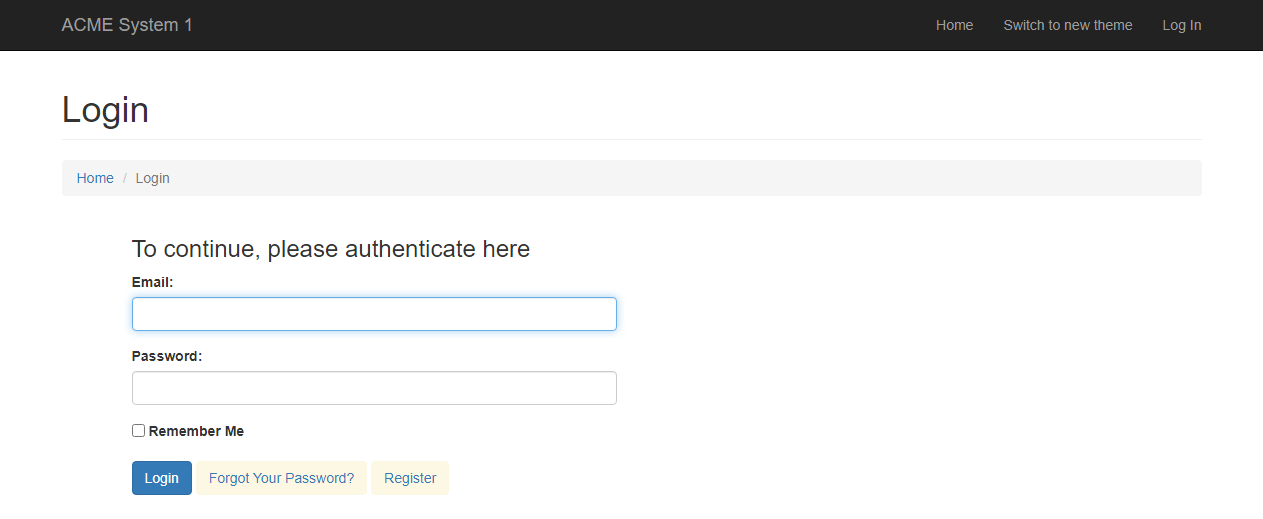 ACME System 1 Home Switch to new theme Log In
Login
Home / Login
To continue, please authenticate here
Email:
Password:
Remember Me
Login Forgot Your Password? Register